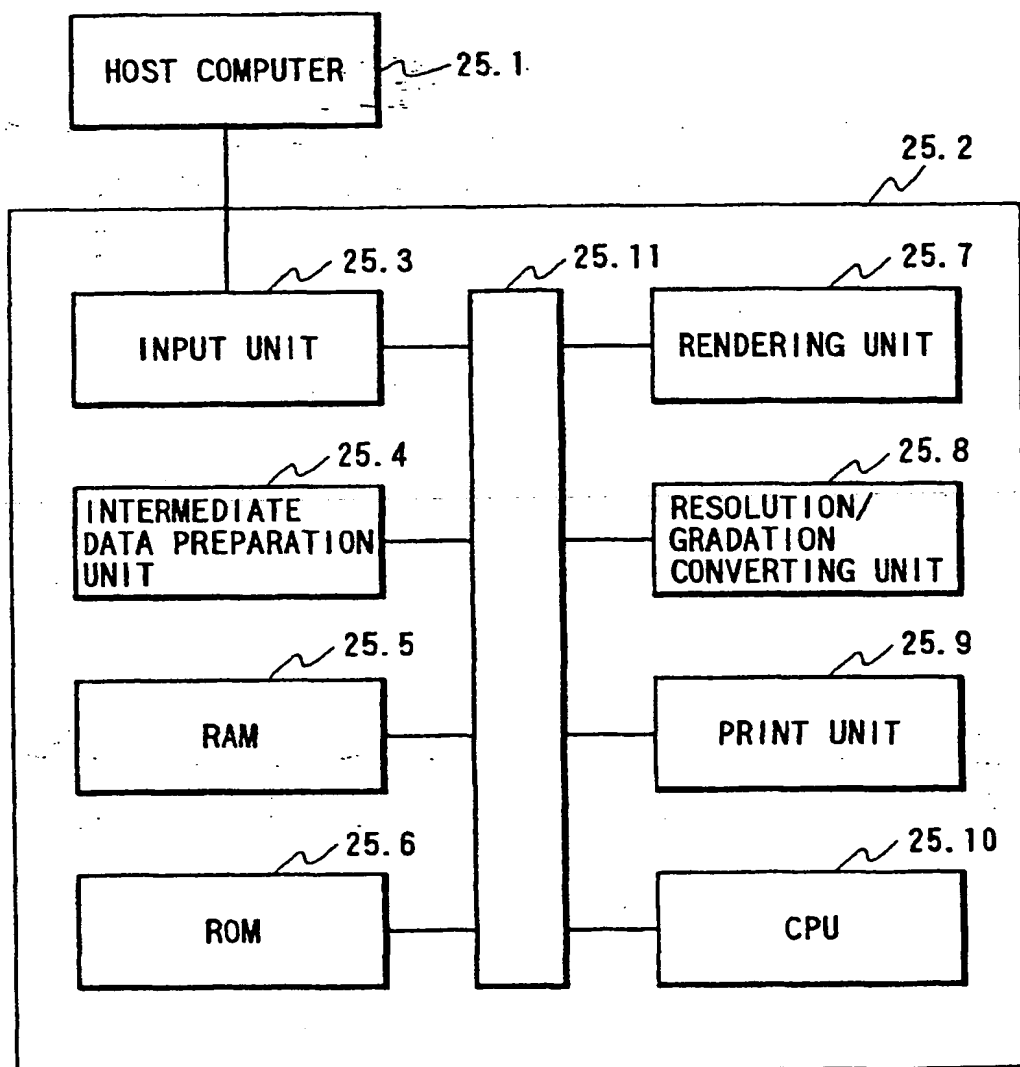 HOST COMPUTER
25.1
25.2
25.3
25.11
25.7
INPUT UNIT
RENDERING UNIT
25.4
25.8
INTERMEDIATE
DATA PREPARATION
UNIT
RESOLUTION/
GRADATION
CONVERTING UNIT
25.5
25.9
RAM
PRINT UNIT
25.6
25.10
ROM
CPU